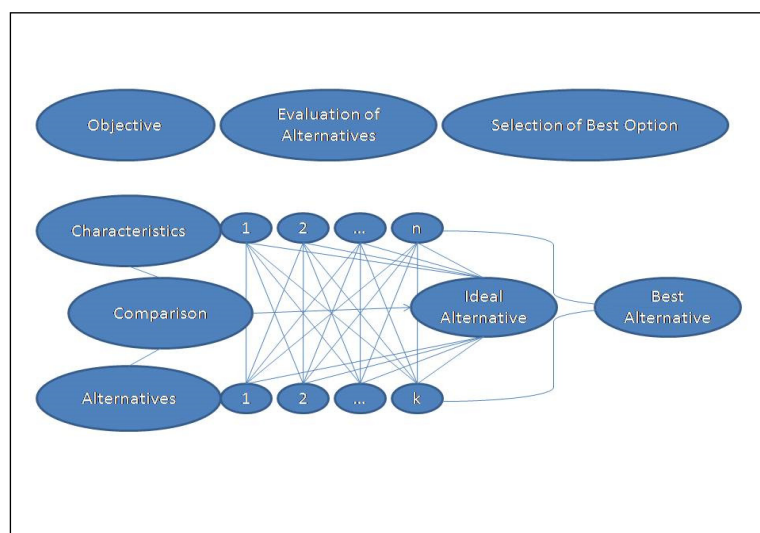 Objective
Evaluation of
Alternatives
Selection of Best Option
Characteristics
1
2
...
n
Comparison
Ideal
Alternative
Best
Alternative
Alternatives
1
2
...
k